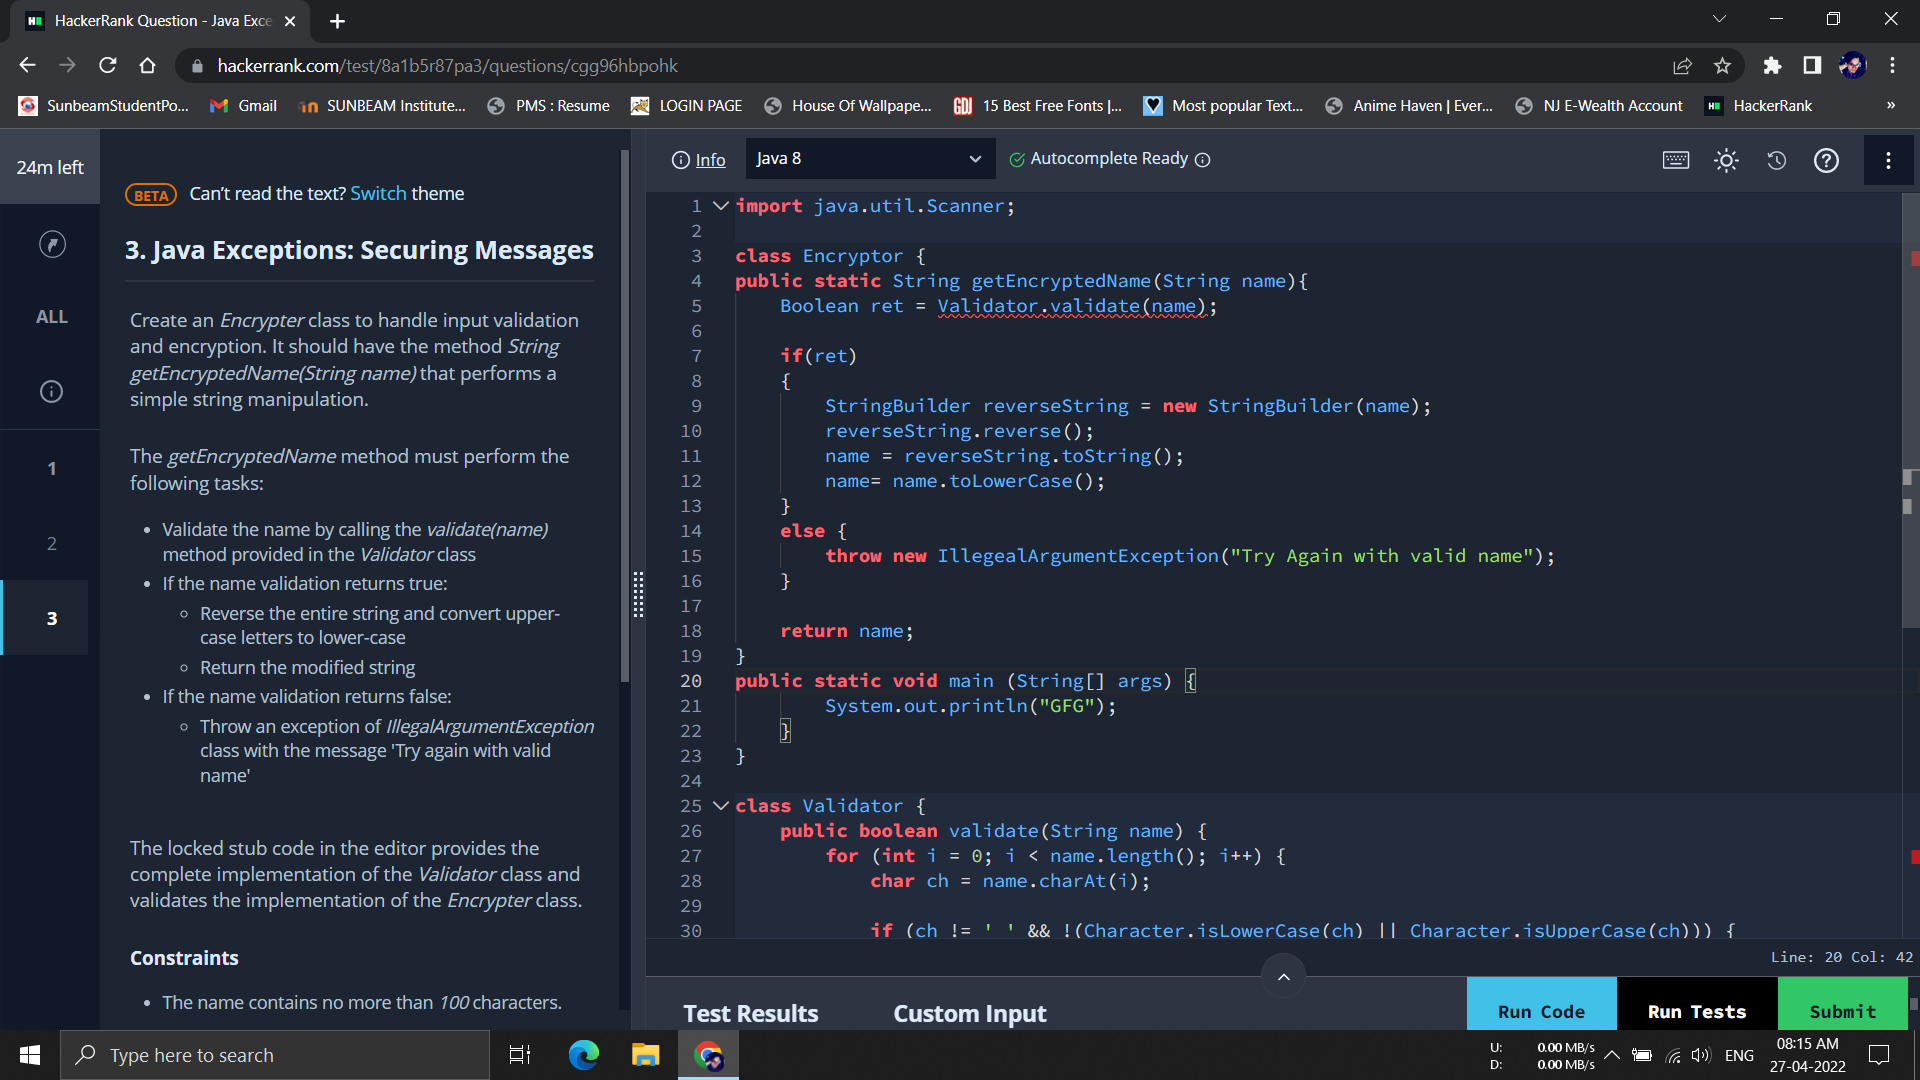 HackerRank Question - Java Exce
hackerrank.com/test/8a1b5r87pa3/questions/cgg96hbpohk
SunbeamStudentPo... Gmail SUNBEAM Institute... PMS : Resume LOGIN PAGE House Of Wallpape... 15 Best Free Fonts |... Most popular Text... Anime Haven | Ever... NJ E-Wealth Account HackerRank »
24m left
ALL
1
2
3
BETA Can't read the text? Switch theme
3. Java Exceptions: Securing Messages
Create an Encrypter class to handle input validation
and encryption. It should have the method String
getEncryptedName(String name) that performs a
simple string manipulation.
The getEncryptedName method must perform the
following tasks:
• Validate the name by calling the validate(name)
method provided in the Validator class
• If the name validation returns true:
◦ Reverse the entire string and convert upper-
case letters to lower-case
◦ Return the modified string
• If the name validation returns false:
◦ Throw an exception of IllegalArgumentException
class with the message 'Try again with valid
name'
The locked stub code in the editor provides the
complete implementation of the Validator class and
validates the implementation of the Encrypter class.
Constraints
• The name contains no more than 100 characters.
Info Java 8 Autocomplete Ready
1 import java.util.Scanner;
2
3 class Encryptor {
4 public static String getEncryptedName(String name){
5 Boolean ret = Validator.validate(name);
6
7 if(ret)
8 {
9 StringBuilder reverseString = new StringBuilder(name);
10 reverseString.reverse();
11 name = reverseString.toString();
12 name= name.toLowerCase();
13 }
14 else {
15 throw new IllegealArgumentException("Try Again with valid name");
16 }
17
18 return name;
19 }
20 public static void main (String[] args) {
21 System.out.println("GFG");
22 }
23 }
24
25 class Validator {
26 public boolean validate(String name) {
27 for (int i = 0; i < name.length(); i++) {
28 char ch = name.charAt(i);
29
30 if (ch != ' ' && !(Character.isLowerCase(ch) || Character.isUpperCase(ch))) {
Line: 20 Col: 42
Test Results Custom Input Run Code Run Tests Submit
Type here to search
U: 0.00 MB/s
D: 0.00 MB/s
ENG
08:15 AM
27-04-2022